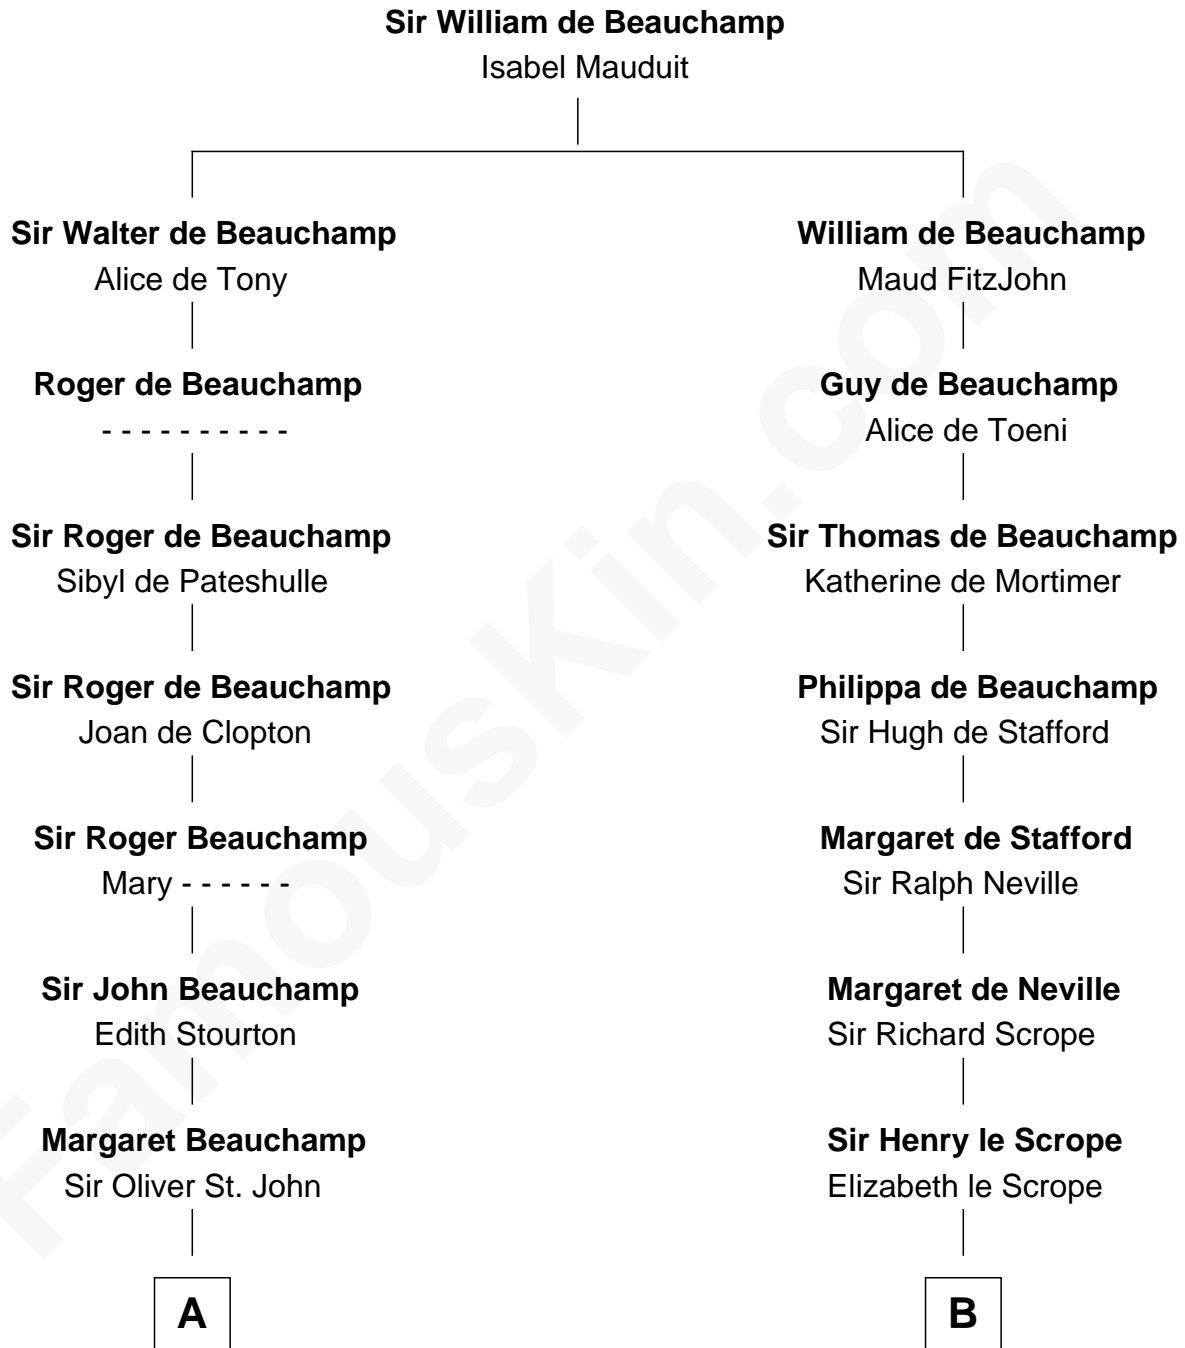 Sir William de Beauchamp
Isabel Mauduit
Sir Walter de Beauchamp
Alice de Tony
William de Beauchamp
Maud FitzJohn
Roger de Beauchamp
- - - - - - - - - -
Guy de Beauchamp
Alice de Toeni
Sir Roger de Beauchamp
Sibyl de Pateshulle
Sir Thomas de Beauchamp
Katherine de Mortimer
Sir Roger de Beauchamp
Joan de Clopton
Philippa de Beauchamp
Sir Hugh de Stafford
Sir Roger Beauchamp
Mary - - - - - -
Margaret de Stafford
Sir Ralph Neville
Sir John Beauchamp
Edith Stourton
Margaret de Neville
Sir Richard Scrope
Margaret Beauchamp
Sir Oliver St. John
Sir Henry le Scrope
Elizabeth le Scrope
A
B
FamousKin.com